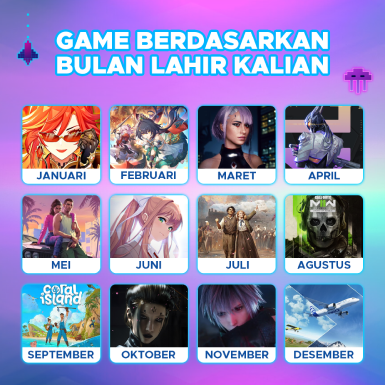 GAME BERDASARKAN
BULAN LAHIR KALIAN
JANUARI
FEBRUARI
MARET
APRIL
MEI
JUNI
JULI
AGUSTUS
coral
island
SEPTEMBER
OKTOBER
NOVEMBER
DESEMBER